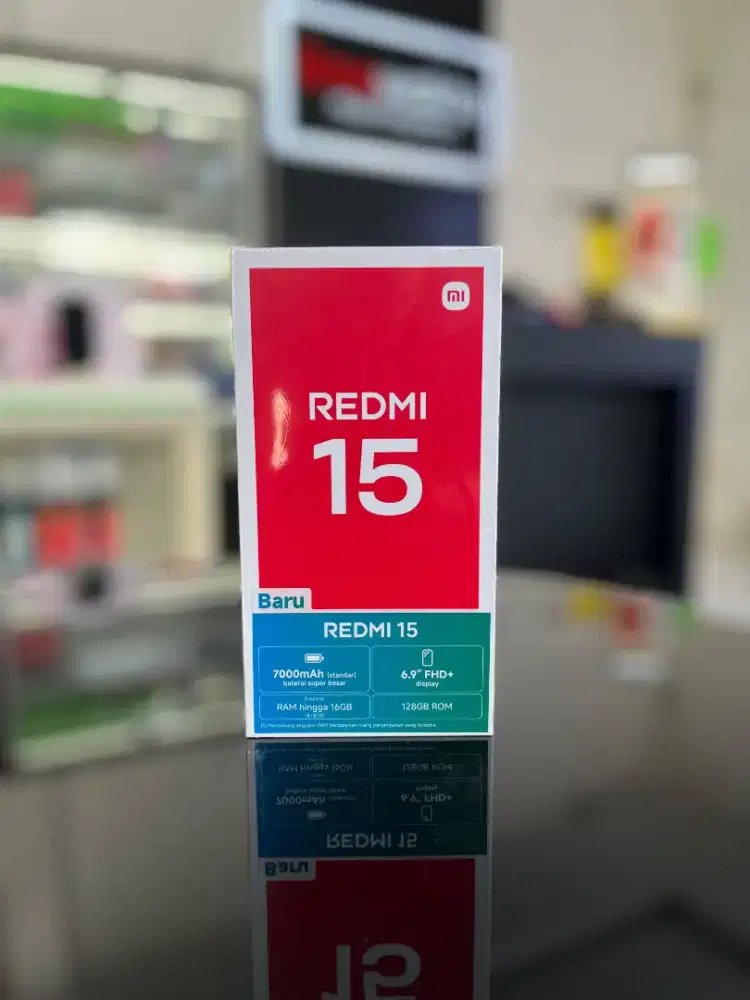 mi
REDMI
15
Baru
REDMI 15
7000mAh (standar)
baterai super besar
6.9" FHD+
display
RAM hingga 16GB
128GB ROM